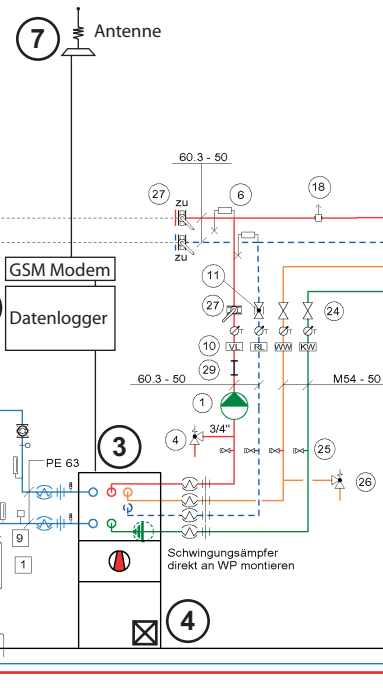 7
Antenne
60.3 - 50
27
zu
6
18
zu
GSM Modem
11
Datenlogger
27
24
T
T
T
T
10
VL
RL
WW
KW
29
60.3 - 50
M54 - 50
1
3/4"
4
3
25
PE 63
26
9
1
Schwingungsämpfer
direkt an WP montieren
4